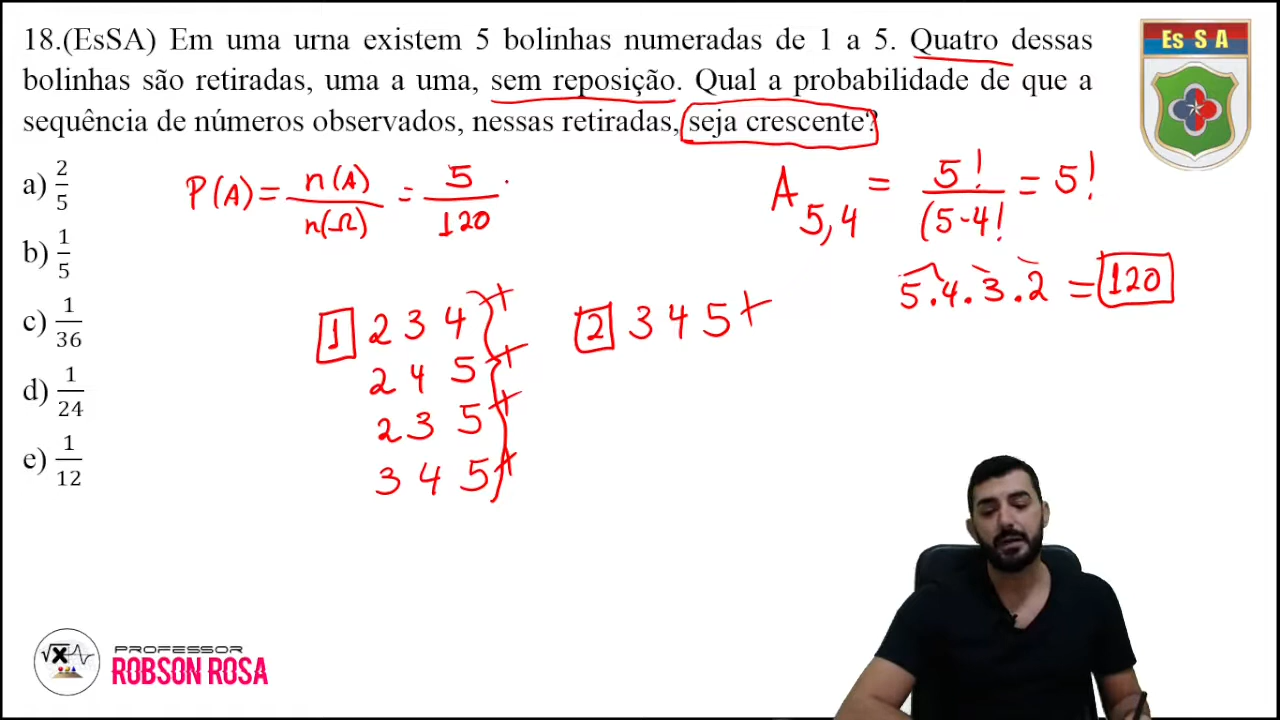 18.(EsSA) Em uma urna existem 5 bolinhas numeradas de 1 a 5. Quatro dessas
bolinhas são retiradas, uma a uma, sem reposição. Qual a probabilidade de que a
sequência de números observados, nessas retiradas, seja crescente?
Es S A
a) 2/5
b) 1/5
c) 1/36
d) 1/24
e) 1/12
P(A) = n(A)/n(Ω) = 5/120
A 5,4 = 5!/(5-4! = 5!
5.4.3.2 = 120
1 2 3 4
2 4 5
2 3 5
3 4 5
2 3 4 5
√x
PROFESSOR
ROBSON ROSA